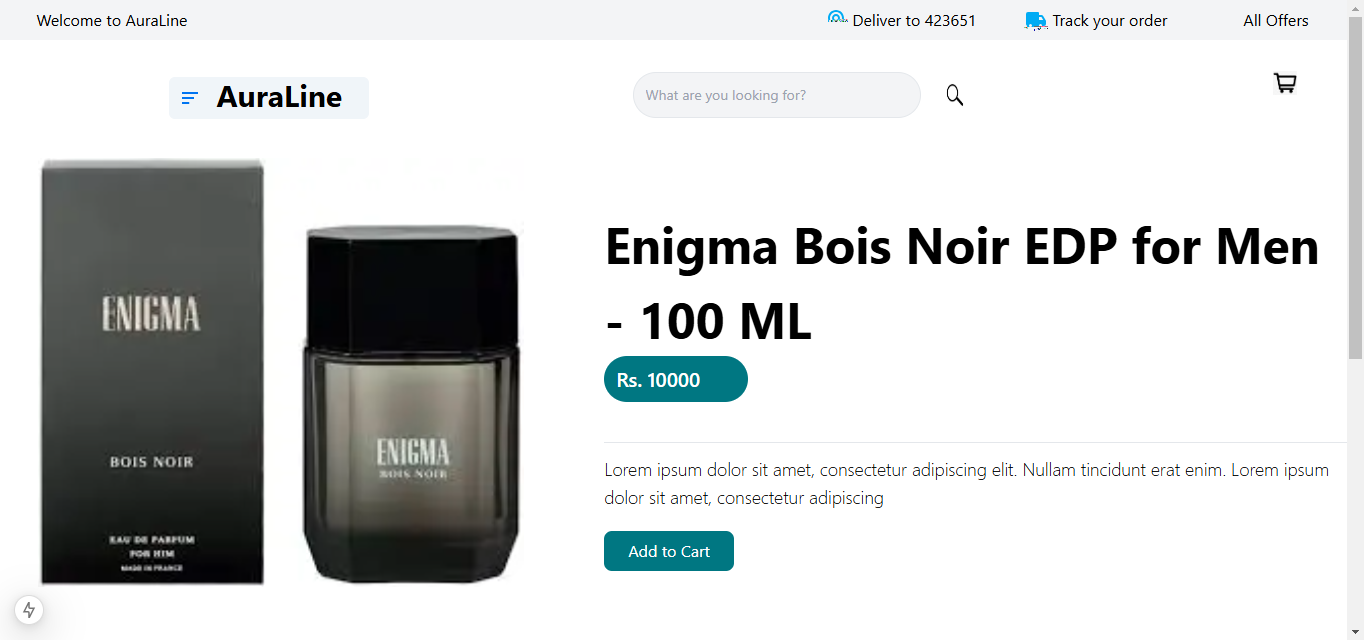 Welcome to AuraLine
Deliver to 423651
Track your order
All Offers
AuraLine
What are you looking for?
ENIGMA
BOIS NOIR
EAU DE PARFUM
FOR HIM
MADE IN FRANCE
ENIGMA
BOIS NOIR
Enigma Bois Noir EDP for Men
- 100 ML
Rs. 10000
Lorem ipsum dolor sit amet, consectetur adipiscing elit. Nullam tincidunt erat enim. Lorem ipsum
dolor sit amet, consectetur adipiscing
Add to Cart